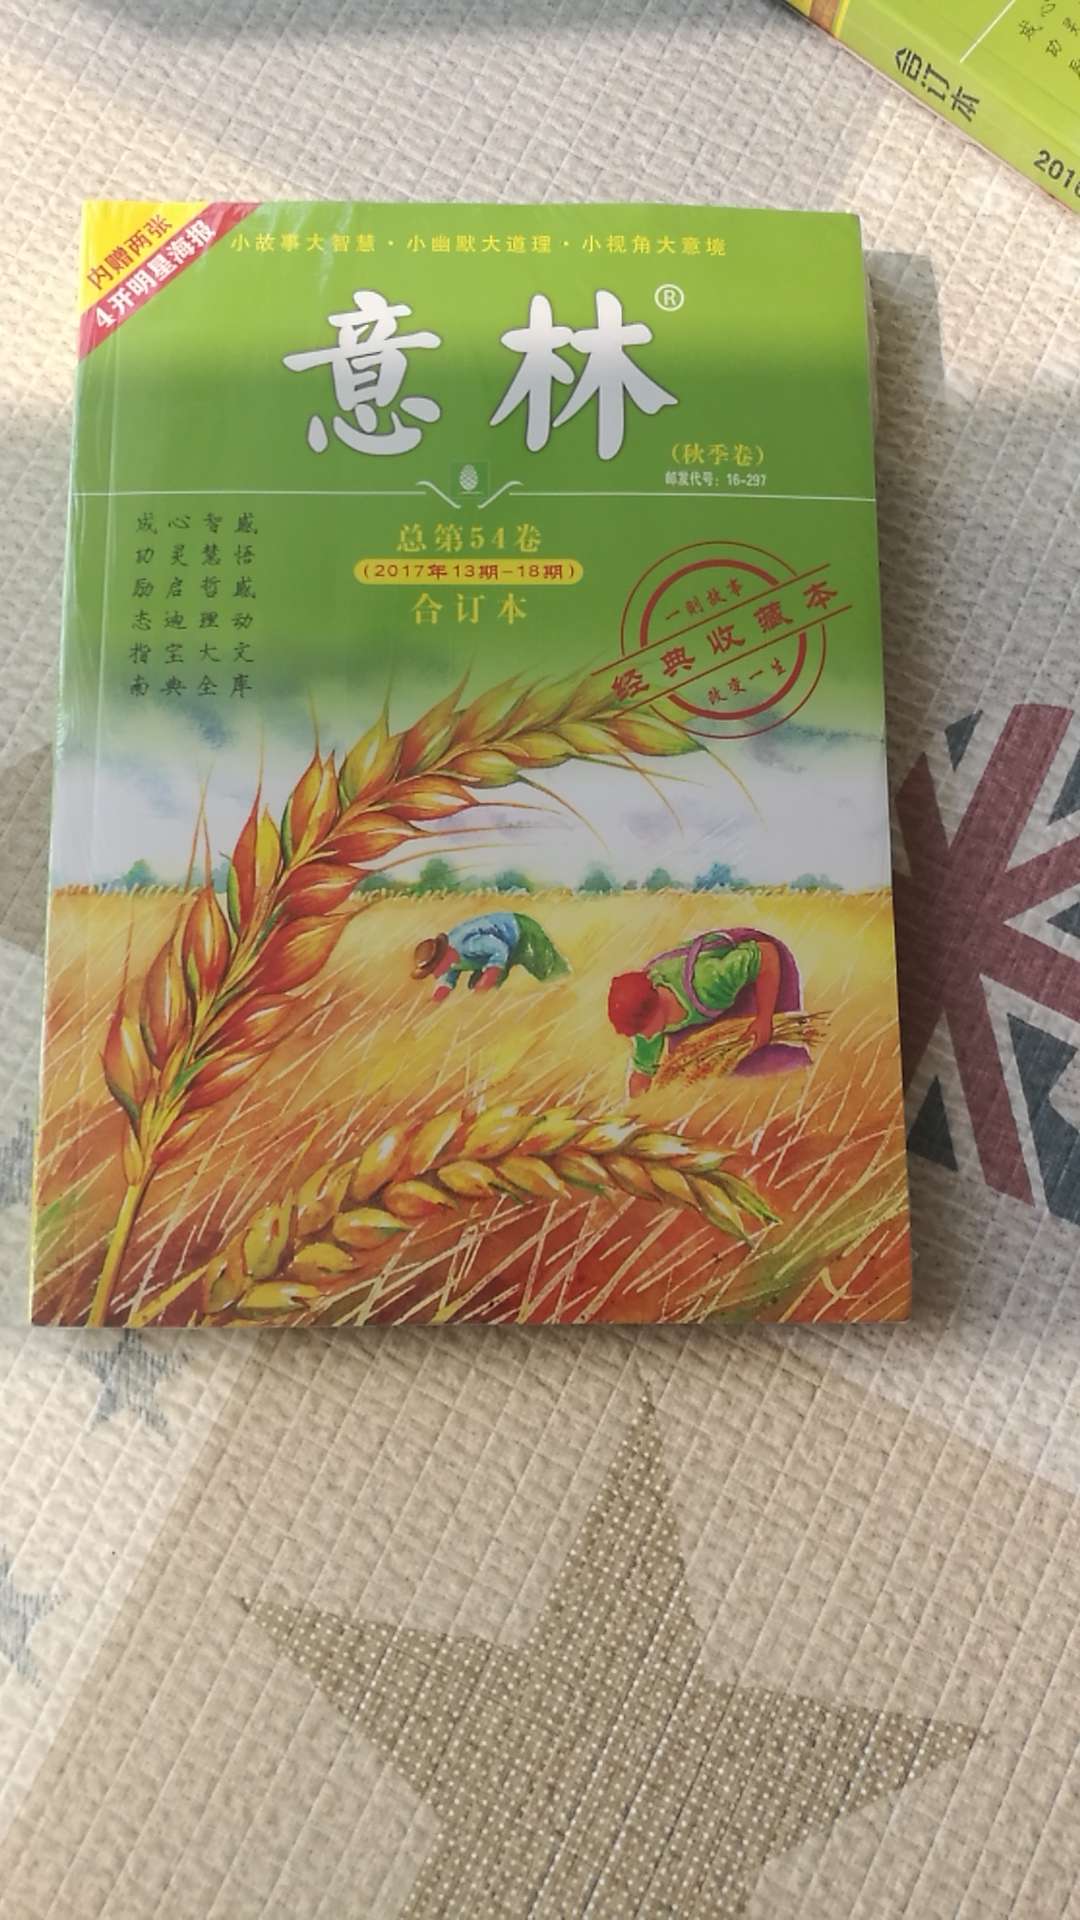 合订本
2016
内赠两张
4开明星海报
小故事大智慧·小幽默大道理·小视角大意境
意林®
(秋季卷)
邮发代号：16-297
总第54卷
(2017年13期-18期)
合订本
成功励志指南
心灵启迪宝典
智慧哲理大全
感悟感动文库
一则故事
经典收藏本
改变一生